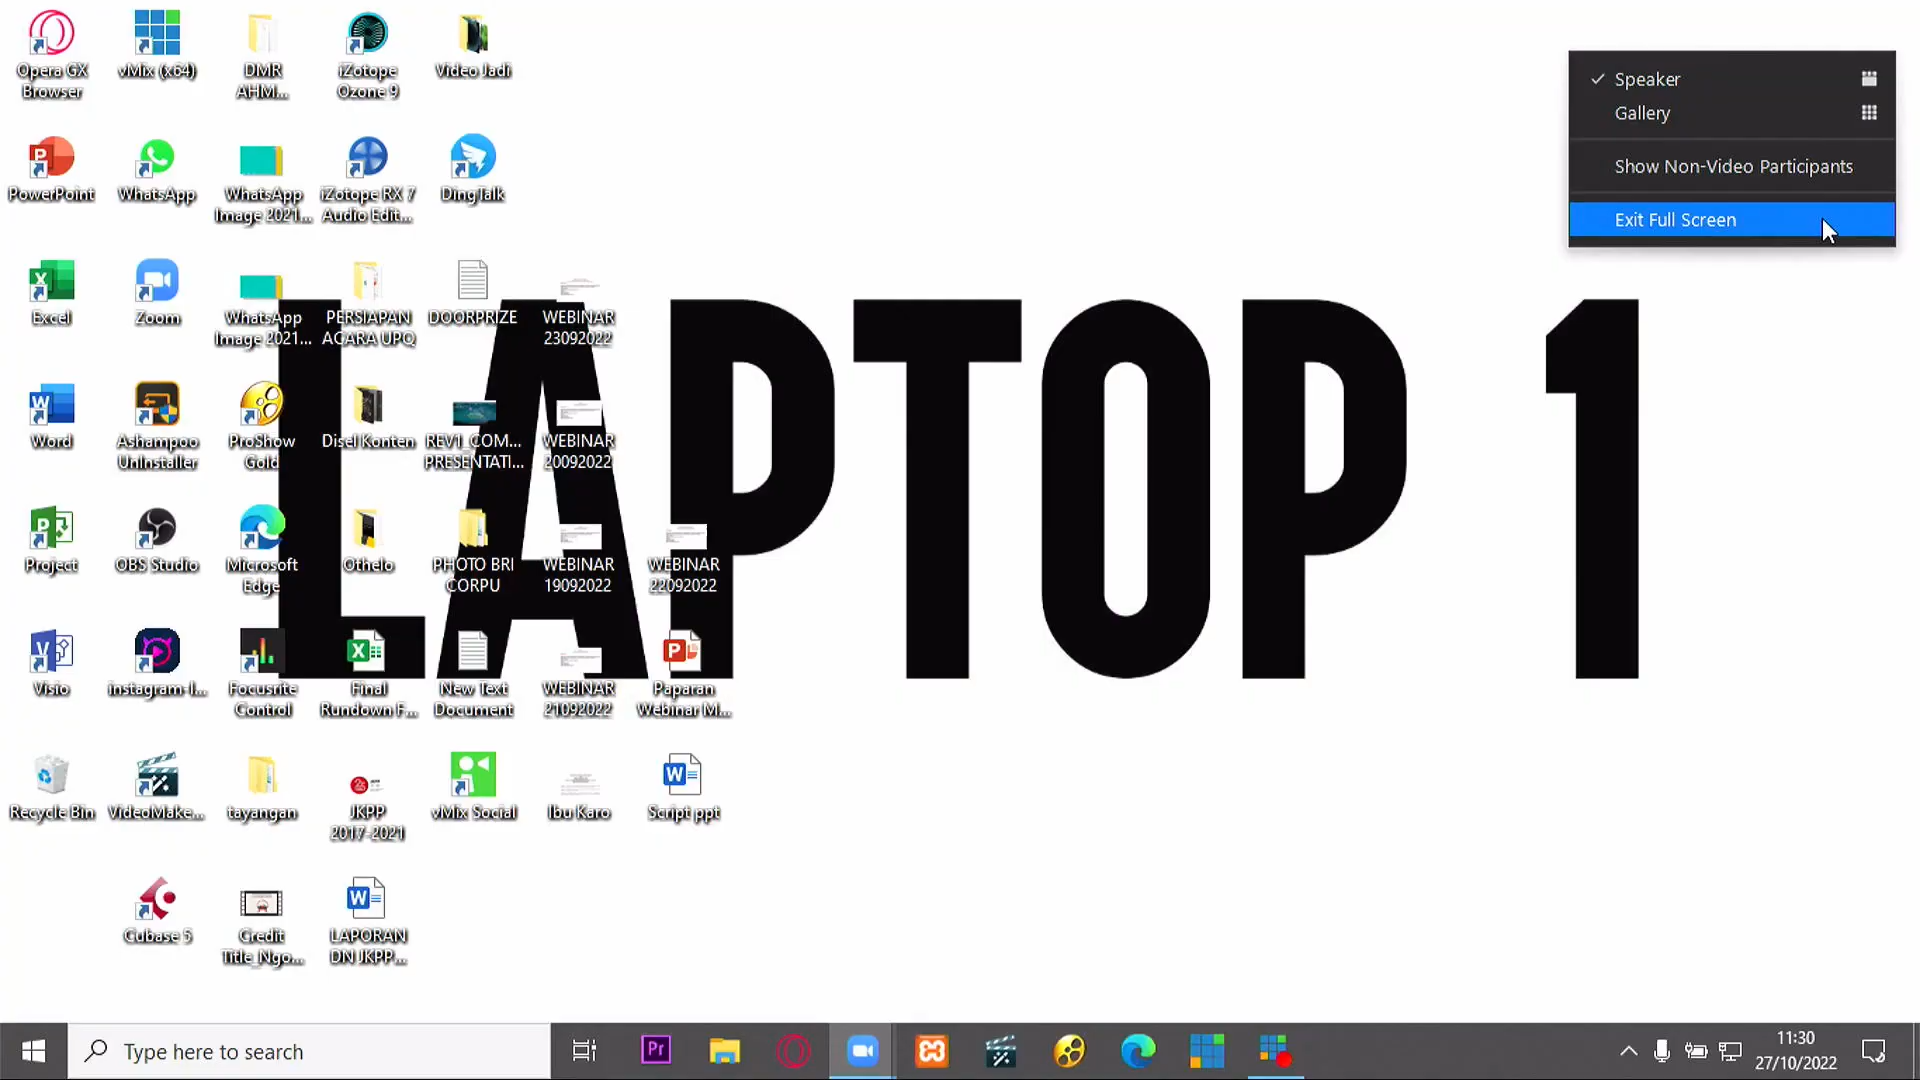 Opera GX
Browser
vMix (x64)
DMR
AHM...
iZotope
Ozone 9
Video Jadi
Speaker
Gallery
Show Non-Video Participants
Exit Full Screen
PowerPoint
WhatsApp
WhatsApp
Image 2021...
iZotope RX 7
Audio Edit...
DingTalk
Excel
Zoom
WhatsApp
Image 2021...
PERSIAPAN
ACARA UPQ
DOORPRIZE
WEBINAR
23092022
LAPTOP 1
Word
Ashampoo
UnInstaller
ProShow
Gold
Disel Konten
REV1_COM...
PRESENTATI...
WEBINAR
20092022
Project
OBS Studio
Microsoft
Edge
Othelo
PHOTO BRI
CORPU
WEBINAR
19092022
WEBINAR
22092022
Visio
instagram-l...
Focusrite
Control
Final
Rundown F...
New Text
Document
WEBINAR
21092022
Paparan
Webinar M...
Recycle Bin
VideoMake...
tayangan
JKPP
2017-2021
vMix Social
Ibu Karo
Script ppt
Cubase 5
Credit
Title_Ngo...
LAPORAN
DN JKPP...
Type here to search
Pr
11:30
27/10/2022